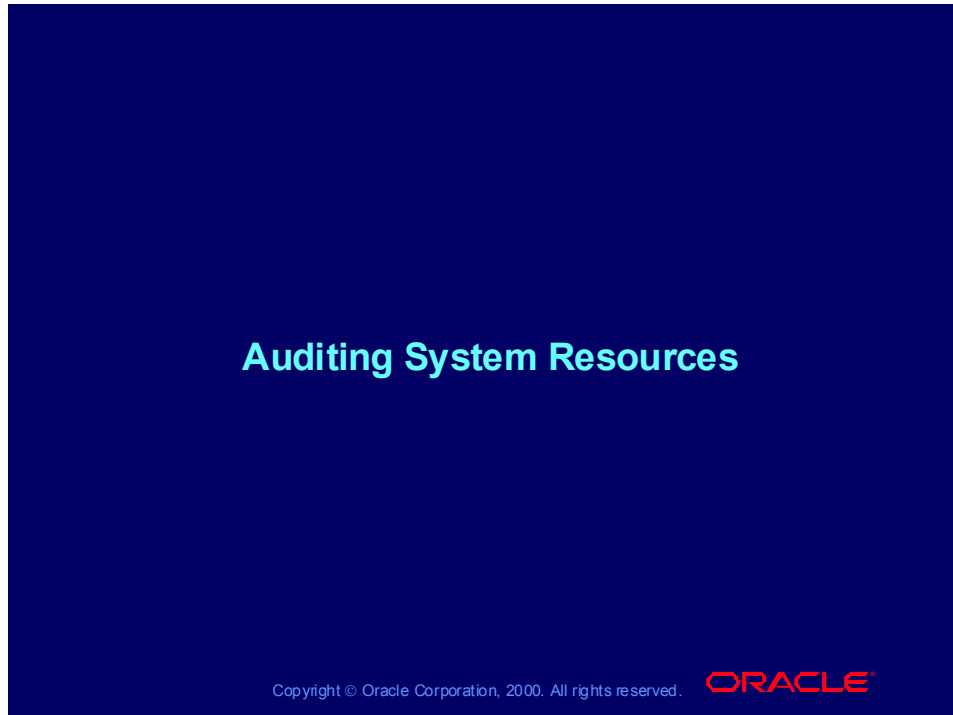 Auditing System Resources
Copyright © Oracle Corporation, 2000. All rights reserved.
ORACLE®